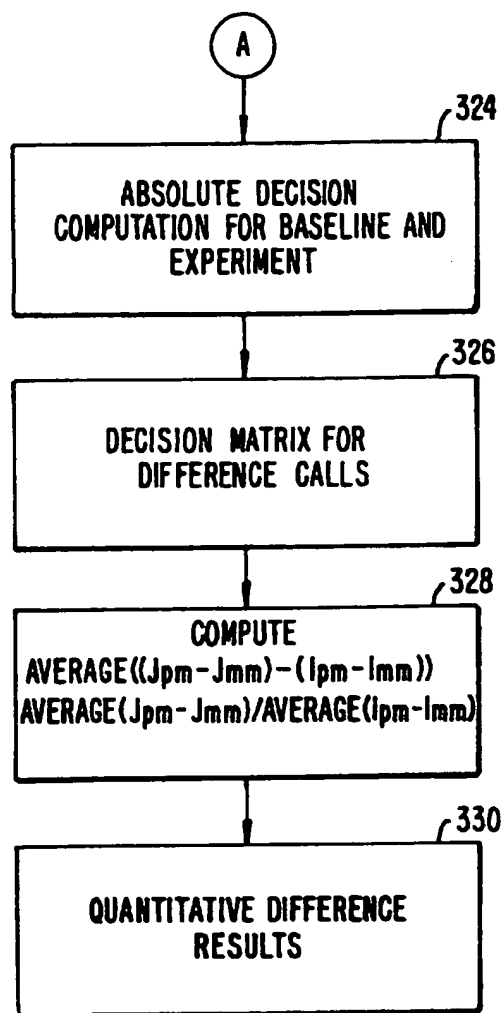 A
324
ABSOLUTE DECISION
COMPUTATION FOR BASELINE AND
EXPERIMENT
326
DECISION MATRIX FOR
DIFFERENCE CALLS
328
COMPUTE
AVERAGE((Jpm-Jmm)-(Ipm-Imm))
AVERAGE(Jpm-Jmm)/AVERAGE(Ipm-Imm)
330
QUANTITATIVE DIFFERENCE
RESULTS